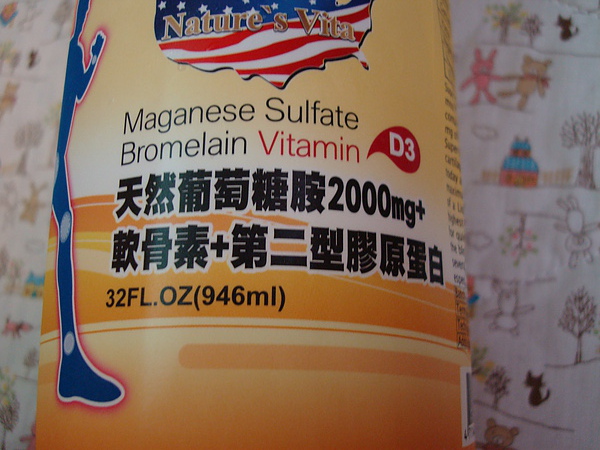 Nature`s Vita
Maganese Sulfate
Bromelain Vitamin D3
天然葡萄糖胺2000mg+
軟骨素+第二型膠原蛋白
32FL.OZ(946ml)